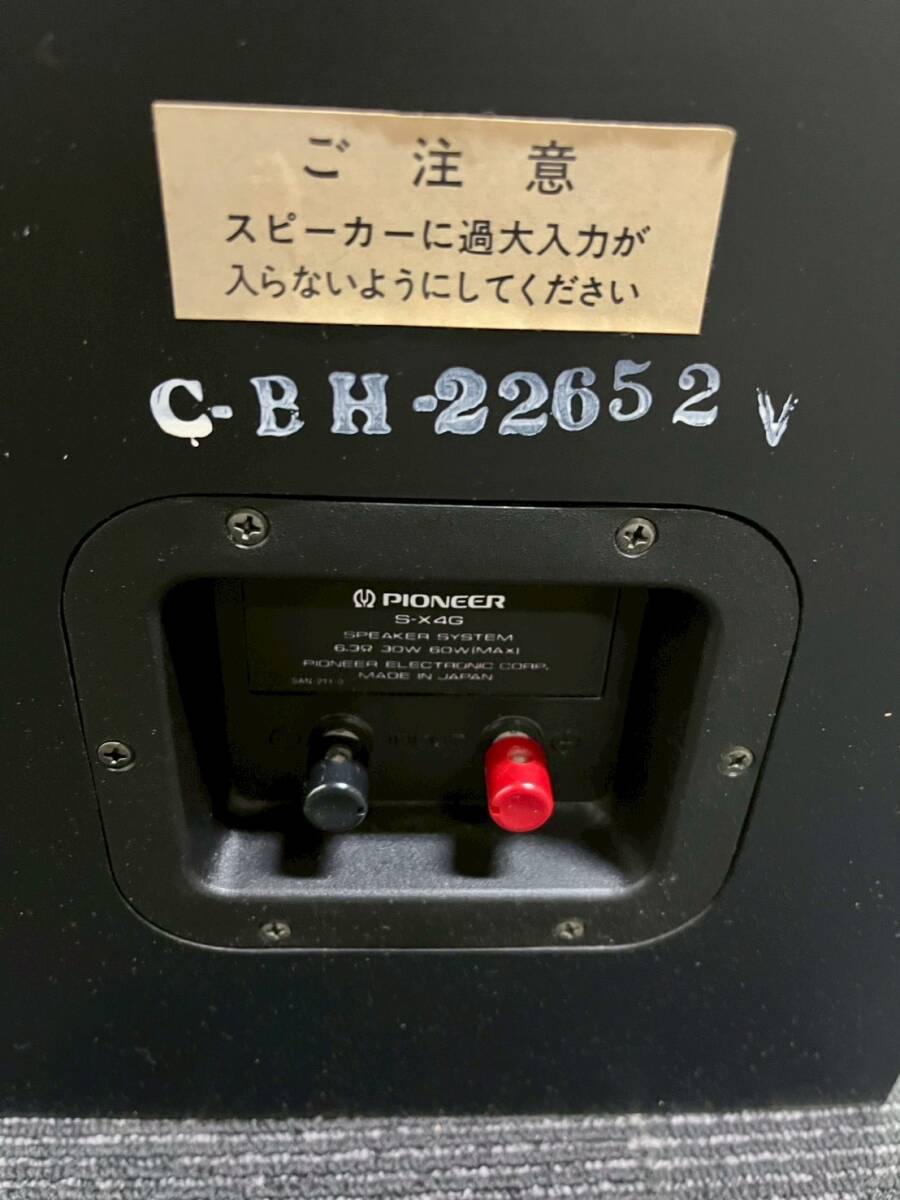 ご注意
スピーカーに過大入力が
入らないようにしてください
C-BH-22652 V
PIONEER
S-X4G
SPEAKER SYSTEM
6.3Ω 30W 60W(MAX)
PIONEER ELECTRONIC CORP.
MADE IN JAPAN